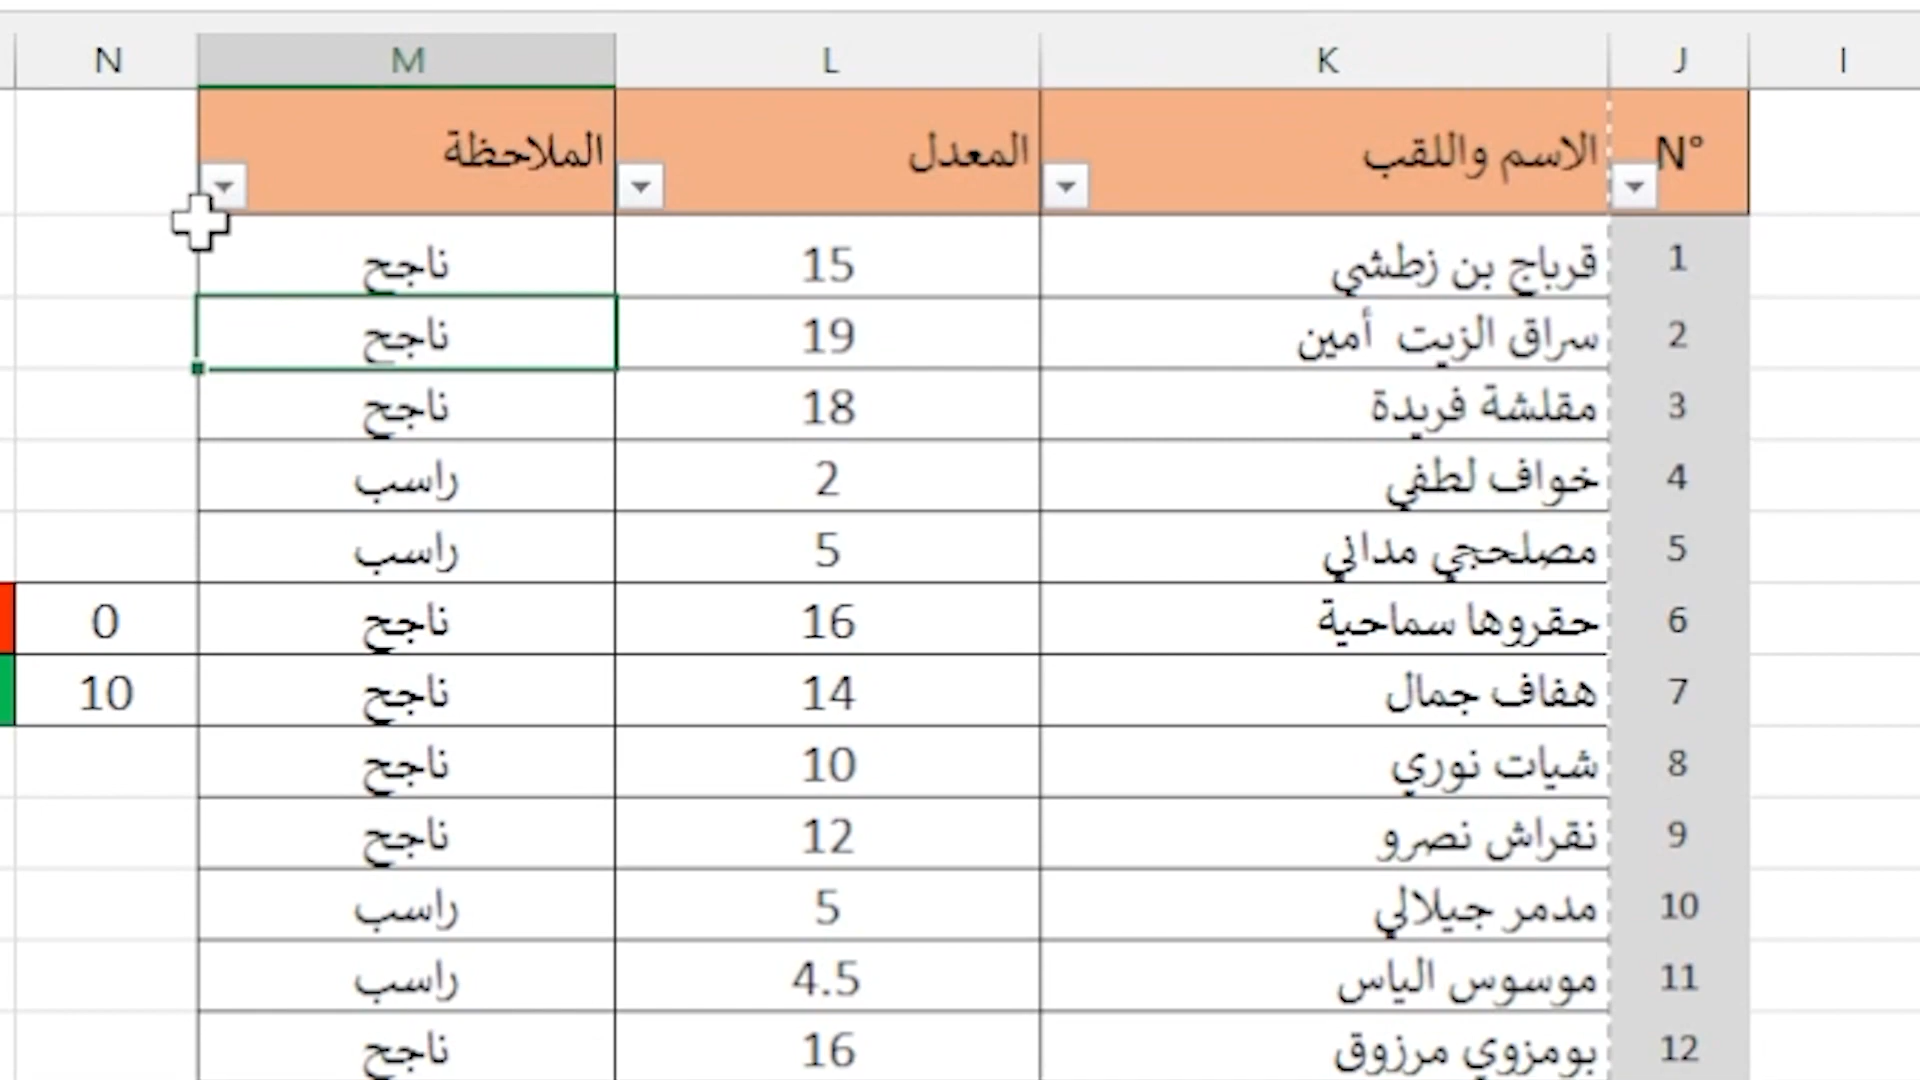 I J K L M N
N° الاسم واللقب المعدل الملاحظة
1 قرباج بن زطشي 15 ناجح
2 سراق الزيت أمين 19 ناجح
3 مقلشة فريدة 18 ناجح
4 خواف لطفي 2 راسب
5 مصلحجي مداني 5 راسب
6 حقروها سماحية 16 ناجح 0
7 هفاف جمال 14 ناجح 10
8 شيات نوري 10 ناجح
9 نقراش نصرو 12 ناجح
10 مدمر جيلالي 5 راسب
11 موسوس الياس 4.5 راسب
12 بومزوي مرزوق 16 ناجح